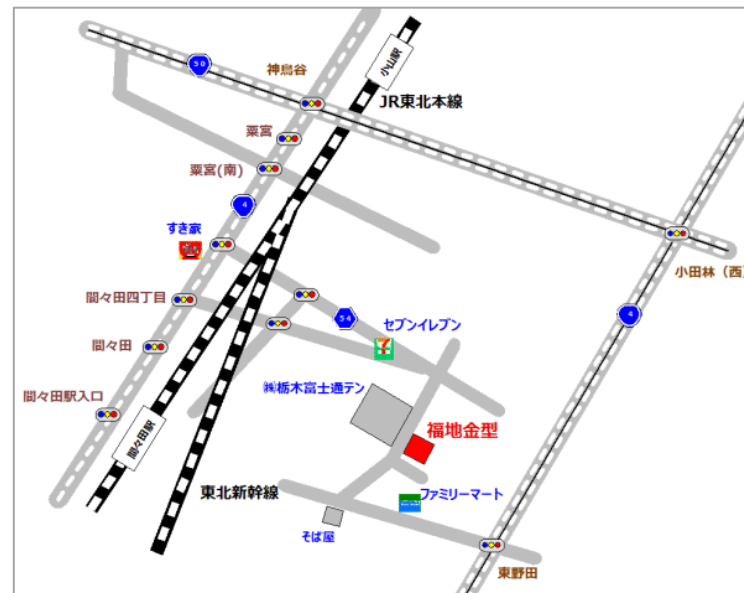 50
神鳥谷
小山駅
JR東北本線
粟宮
粟宮(南)
4
すき家
小田林（西）
間々田四丁目
54
セブンイレブン
4
間々田
㈱栃木富士通テン
間々田駅入口
福地金型
間々田駅
東北新幹線
ファミリーマート
そば屋
東野田